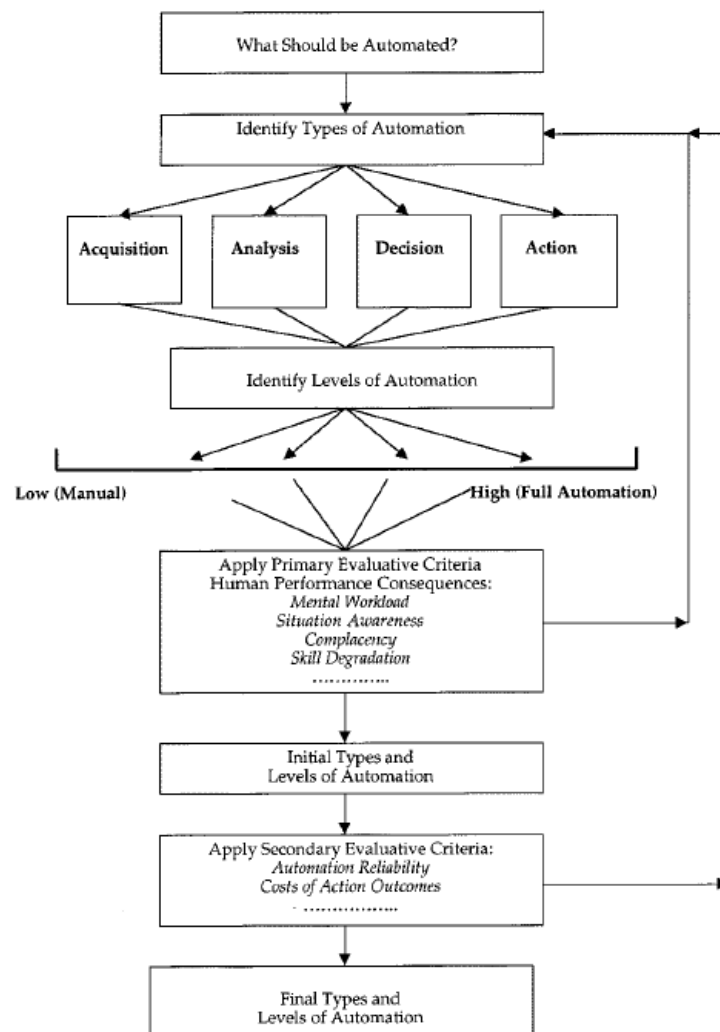 What Should be Automated?
Identify Types of Automation
Acquisition
Analysis
Decision
Action
Identify Levels of Automation
Low (Manual)
High (Full Automation)
Apply Primary Evaluative Criteria
Human Performance Consequences:
Mental Workload
Situation Awareness
Complacency
Skill Degradation
.............
Initial Types and
Levels of Automation
Apply Secondary Evaluative Criteria:
Automation Reliability
Costs of Action Outcomes
. ................
Final Types and
Levels of Automation